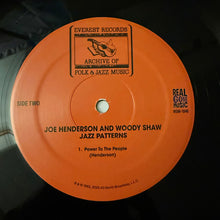 EVEREST RECORDS
ARCHIVE OF
FOLK & JAZZ MUSIC
SIDE TWO
REAL
GONE
MUSIC
JOE HENDERSON AND WOODY SHAW
JAZZ PATTERNS
1. Power To The People
(Henderson)